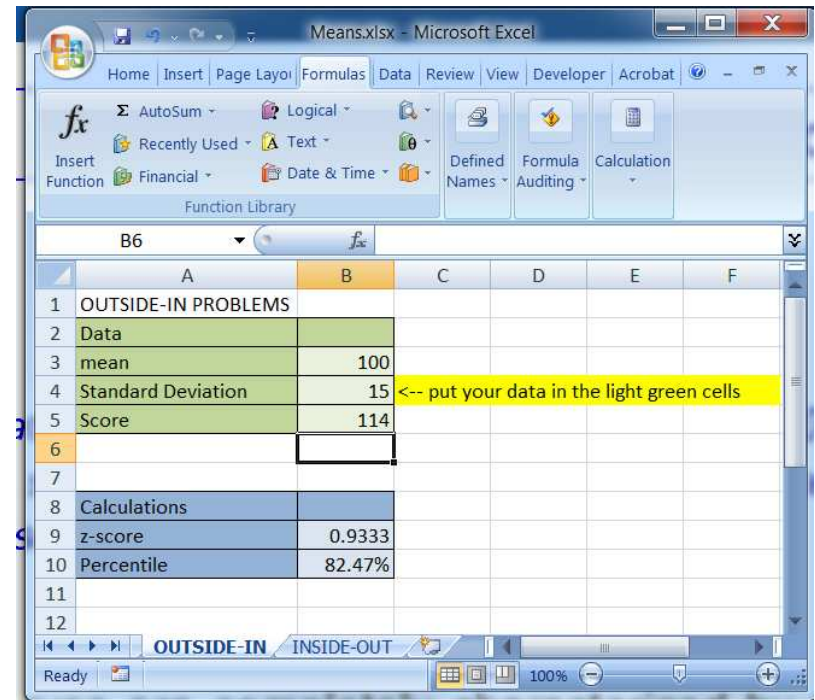 Means.xlsx - Microsoft Excel
Home Insert Page Layou Formulas Data Review View Developer Acrobat
fx Σ AutoSum Logical
Recently Used A Text θ
Insert Function Financial Date & Time
Defined Names Formula Auditing Calculation
Function Library
B6 fx
A B C D E F
1 OUTSIDE-IN PROBLEMS
2 Data
3 mean 100
4 Standard Deviation 15 <-- put your data in the light green cells
5 Score 114
6
7
8 Calculations
9 z-score 0.9333
10 Percentile 82.47%
11
12
OUTSIDE-IN INSIDE-OUT
Ready 100%